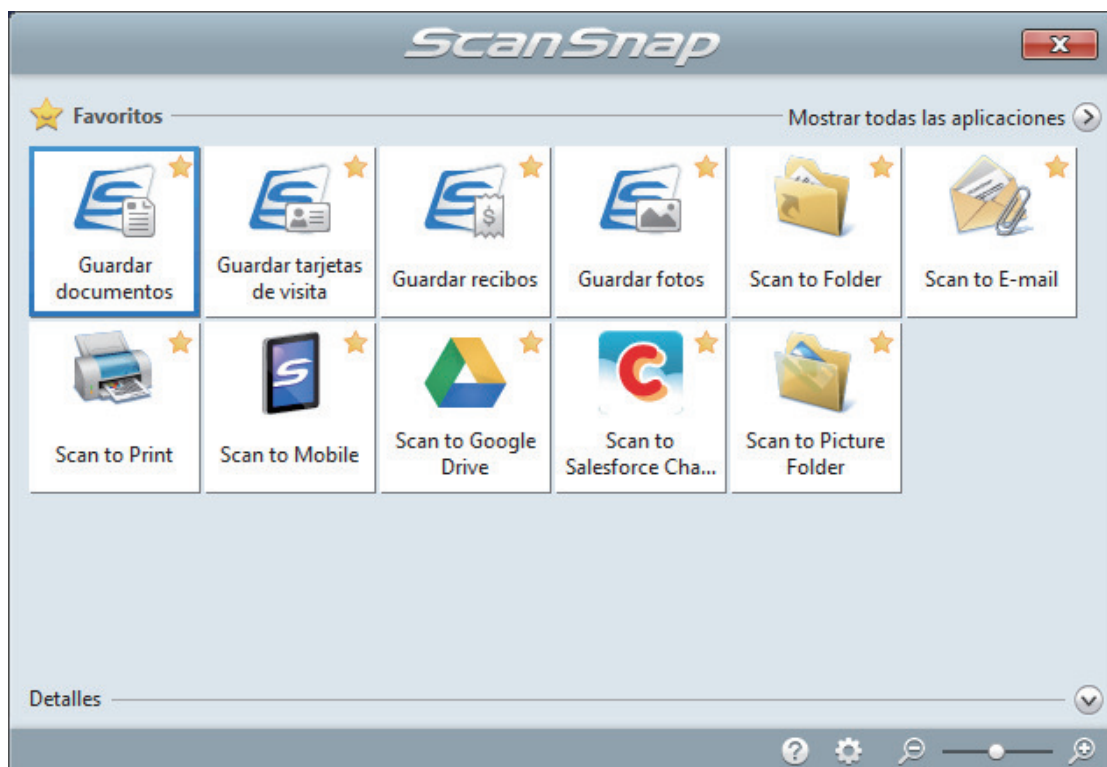 ScanSnap
Favoritos
Mostrar todas las aplicaciones
Guardar
documentos
Guardar tarjetas
de visita
Guardar recibos
Guardar fotos
Scan to Folder
Scan to E-mail
Scan to Print
Scan to Mobile
Scan to Google
Drive
Scan to
Salesforce Cha...
Scan to Picture
Folder
Detalles